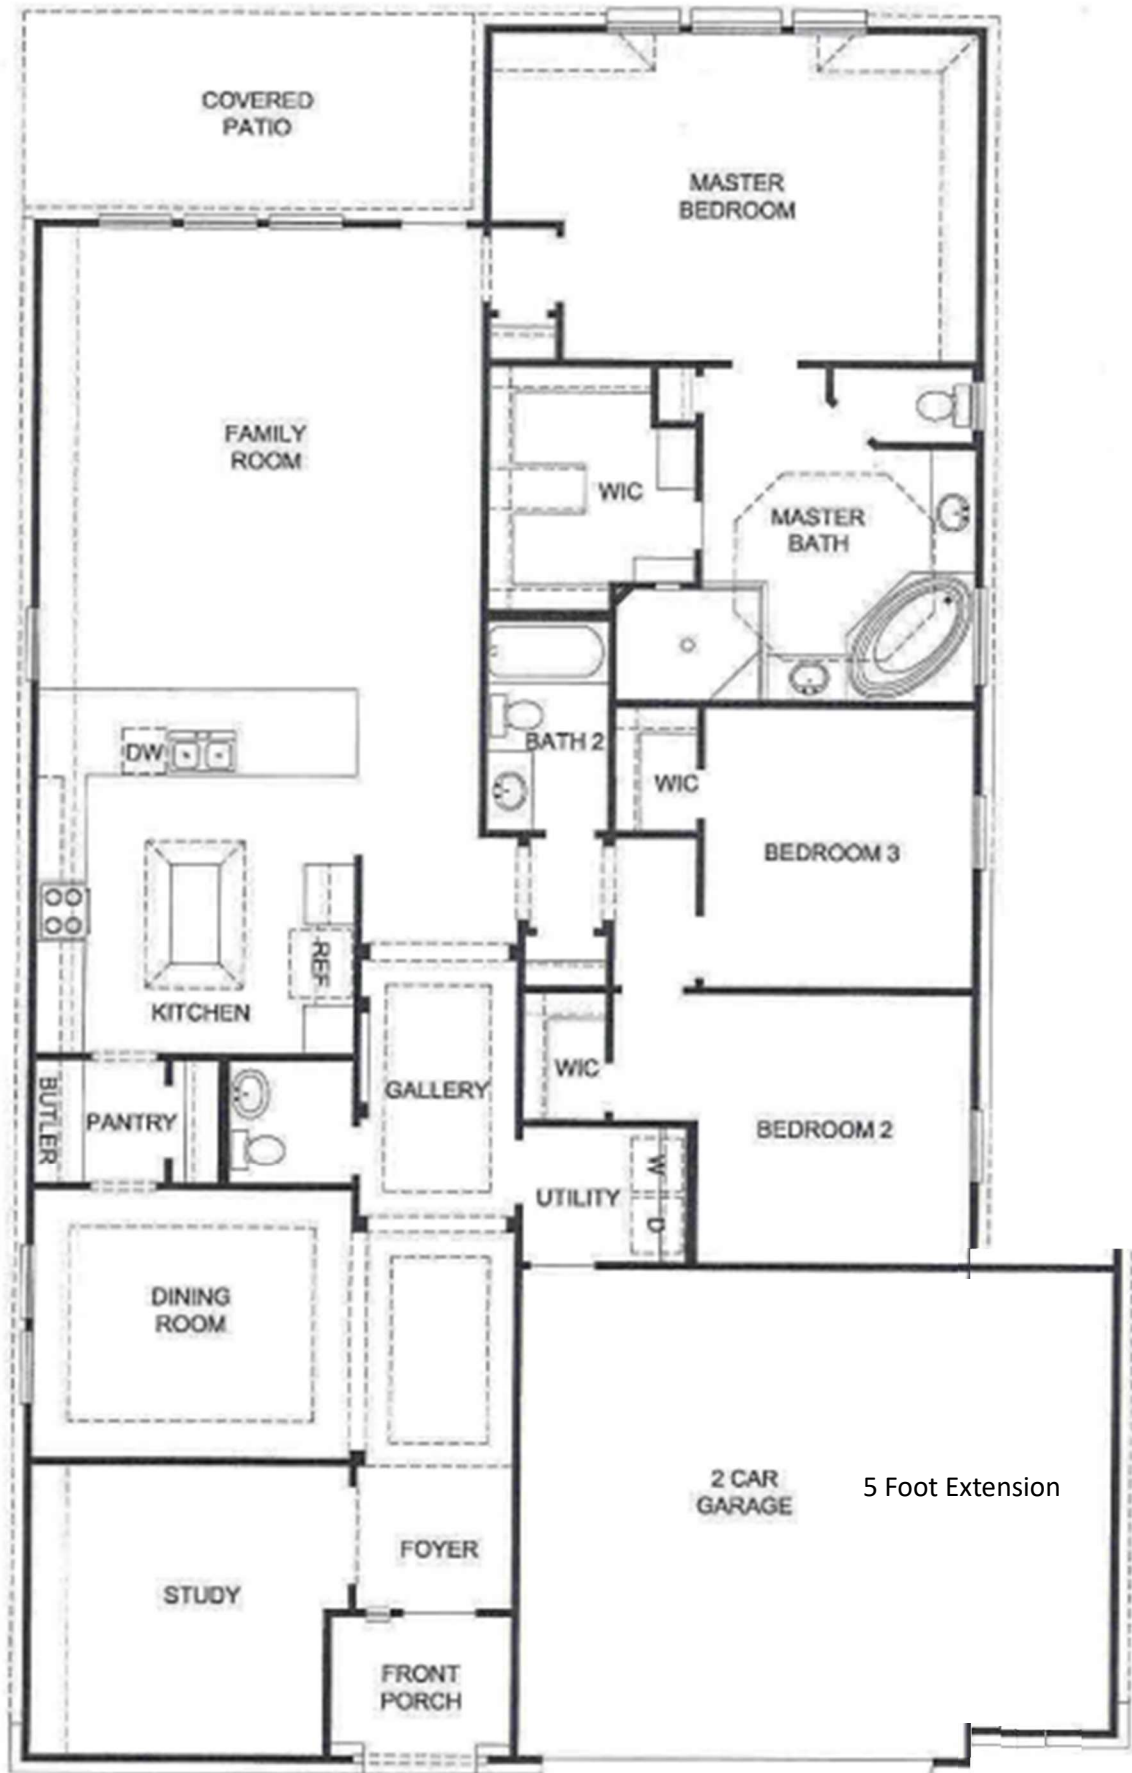 COVERED
PATIO
MASTER
BEDROOM
FAMILY
ROOM
WIC
MASTER
BATH
DW
BATH 2
WIC
BEDROOM 3
REF
KITCHEN
WIC
GALLERY
BUTLER
PANTRY
BEDROOM 2
W
UTILITY
D
DINING
ROOM
2 CAR
GARAGE
5 Foot Extension
FOYER
STUDY
FRONT
PORCH